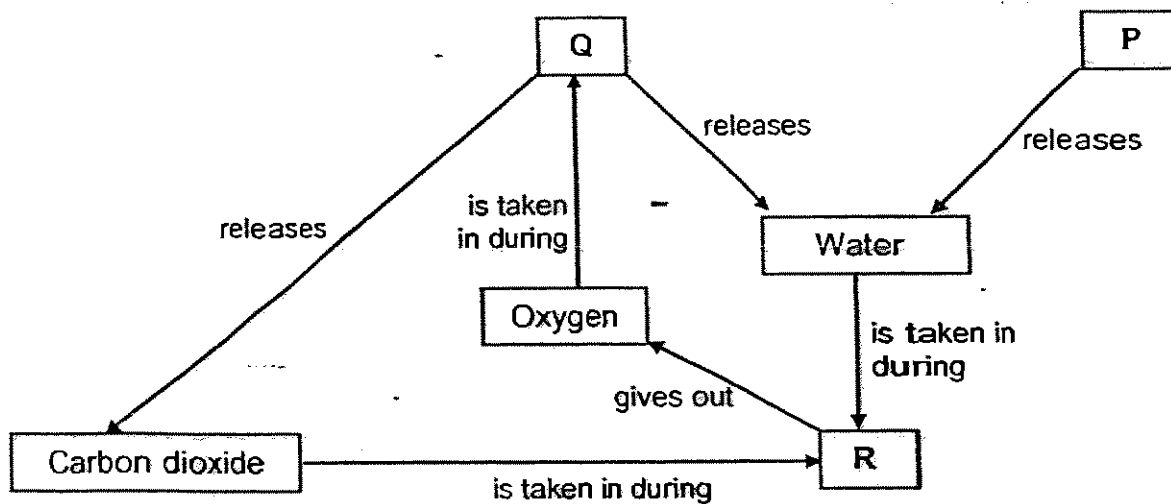 Q
P
releases
releases
releases
is taken
in during
Water
Oxygen
is taken in
during
gives out
Carbon dioxide
R
is taken in during